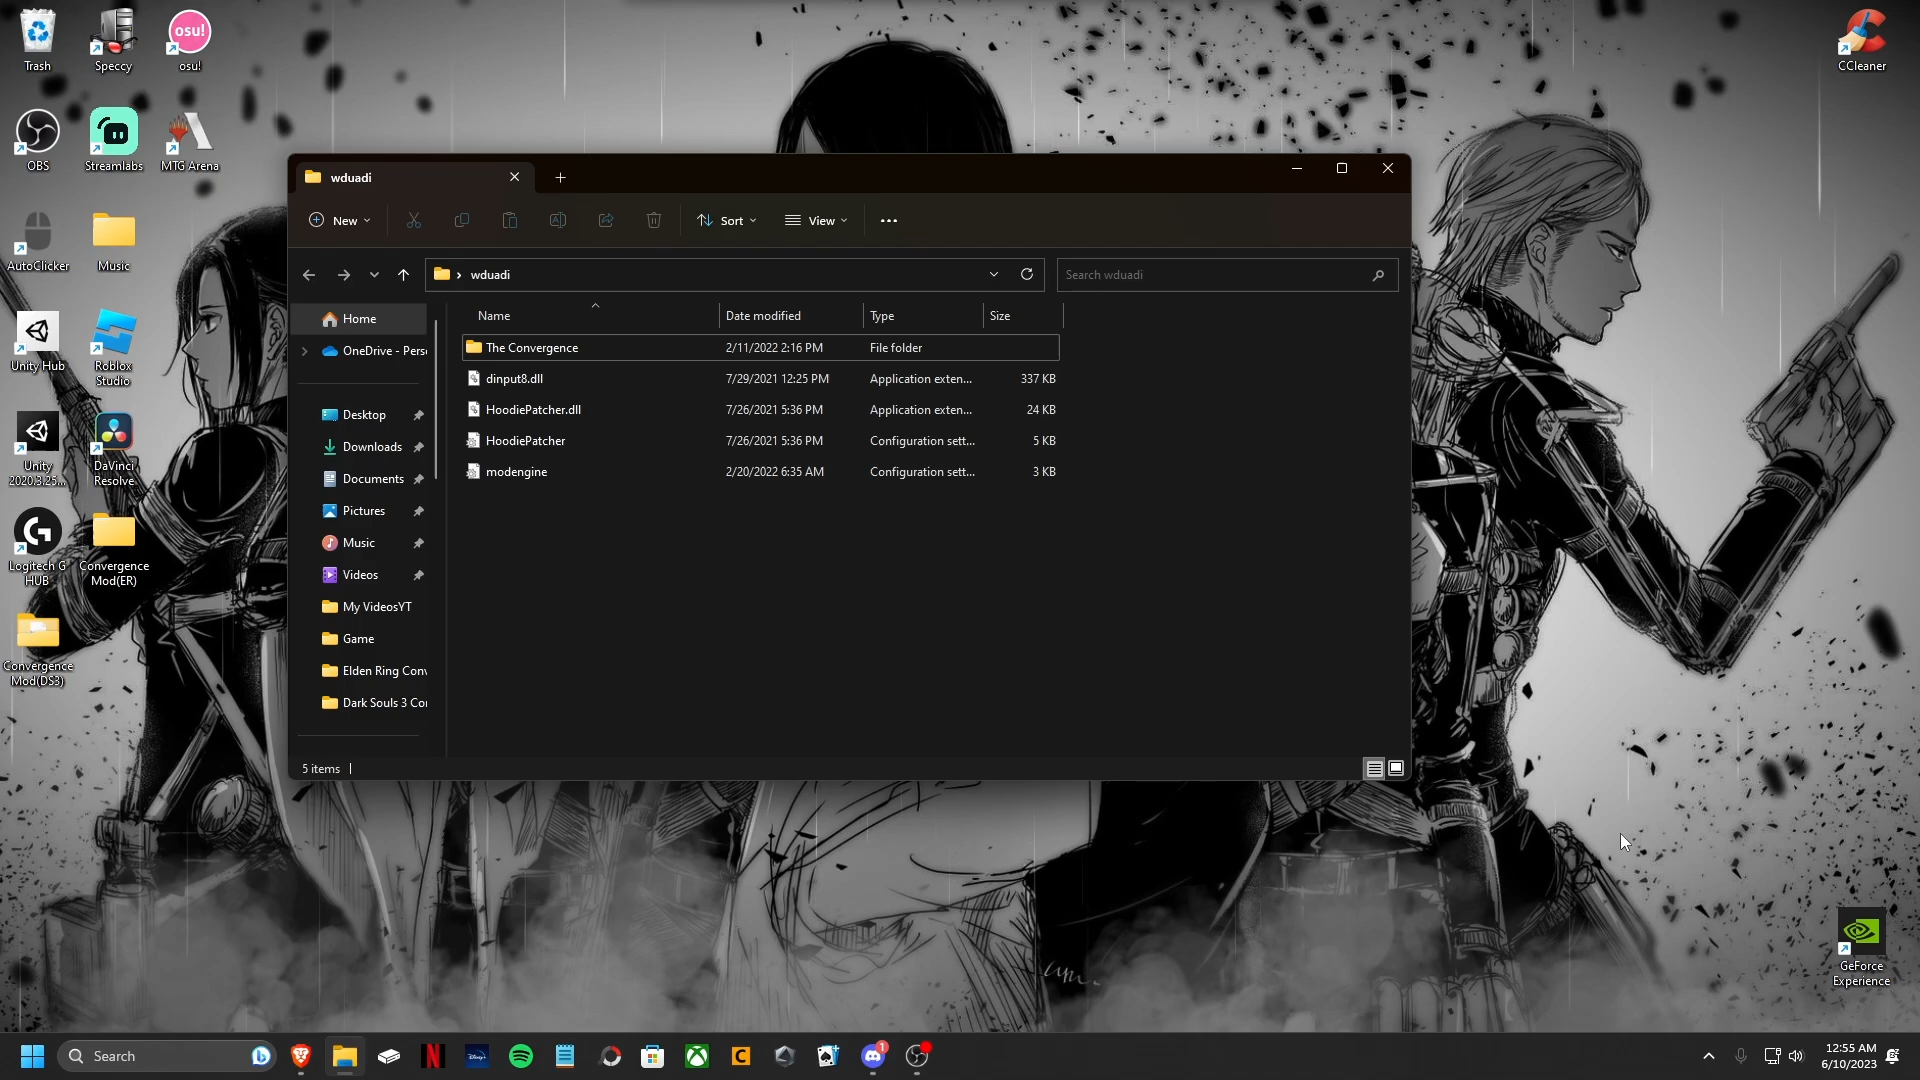 Trash
Speccy
osu!
osu!
CCleaner
OBS
Streamlabs
MTG Arena
AutoClicker
Music
Unity Hub
Roblox
Studio
Unity
2020.3.25...
DaVinci
Resolve
Logitech G
HUB
Convergence
Mod(ER)
Convergence
Mod(DS3)
GeForce
Experience
wduadi
New
Sort
View
wduadi
Search wduadi
Home
OneDrive - Pers
Desktop
Downloads
Documents
Pictures
Music
Videos
My VideosYT
Game
Elden Ring Conv
Dark Souls 3 Cor
Name Date modified Type Size
The Convergence 2/11/2022 2:16 PM File folder
dinput8.dll 7/29/2021 12:25 PM Application exten... 337 KB
HoodiePatcher.dll 7/26/2021 5:36 PM Application exten... 24 KB
HoodiePatcher 7/26/2021 5:36 PM Configuration sett... 5 KB
modengine 2/20/2022 6:35 AM Configuration sett... 3 KB
5 items
Search
12:55 AM
6/10/2023